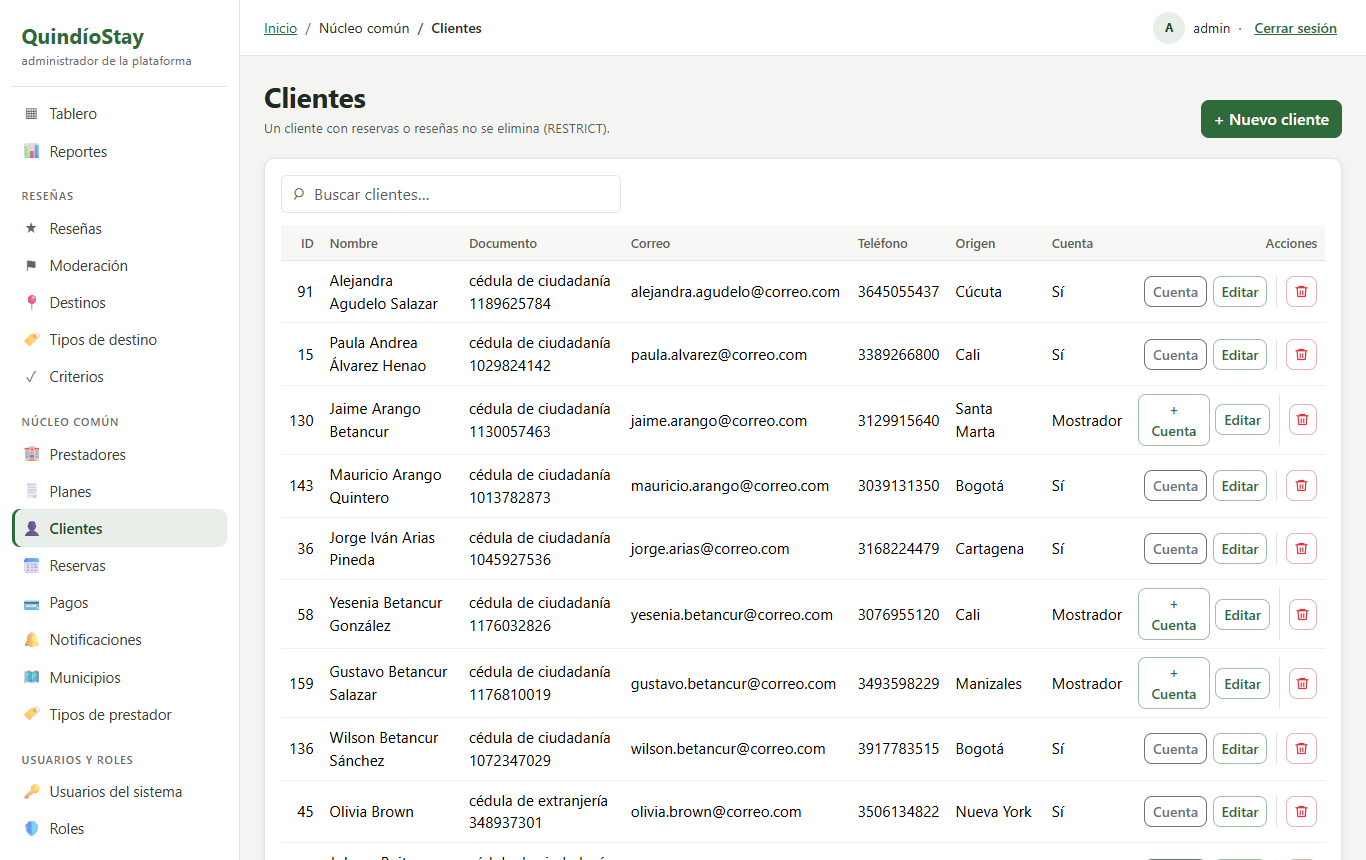 QuindíoStay
administrador de la plataforma
Tablero
Reportes
RESEÑAS
Reseñas
Moderación
Destinos
Tipos de destino
Criterios
NÚCLEO COMÚN
Prestadores
Planes
Clientes
Reservas
Pagos
Notificaciones
Municipios
Tipos de prestador
USUARIOS Y ROLES
Usuarios del sistema
Roles
Inicio / Núcleo común / Clientes
A admin · Cerrar sesión
Clientes
Un cliente con reservas o reseñas no se elimina (RESTRICT).
+ Nuevo cliente
Buscar clientes...
ID Nombre Documento Correo Teléfono Origen Cuenta Acciones
91 Alejandra Agudelo Salazar cédula de ciudadanía 1189625784 alejandra.agudelo@correo.com 3645055437 Cúcuta Sí Cuenta Editar
15 Paula Andrea Álvarez Henao cédula de ciudadanía 1029824142 paula.alvarez@correo.com 3389266800 Cali Sí Cuenta Editar
130 Jaime Arango Betancur cédula de ciudadanía 1130057463 jaime.arango@correo.com 3129915640 Santa Marta Mostrador + Cuenta Editar
143 Mauricio Arango Quintero cédula de ciudadanía 1013782873 mauricio.arango@correo.com 3039131350 Bogotá Sí Cuenta Editar
36 Jorge Iván Arias Pineda cédula de ciudadanía 1045927536 jorge.arias@correo.com 3168224479 Cartagena Sí Cuenta Editar
58 Yesenia Betancur González cédula de ciudadanía 1176032826 yesenia.betancur@correo.com 3076955120 Cali Mostrador + Cuenta Editar
159 Gustavo Betancur Salazar cédula de ciudadanía 1176810019 gustavo.betancur@correo.com 3493598229 Manizales Mostrador + Cuenta Editar
136 Wilson Betancur Sánchez cédula de ciudadanía 1072347029 wilson.betancur@correo.com 3917783515 Bogotá Sí Cuenta Editar
45 Olivia Brown cédula de extranjería 348937301 olivia.brown@correo.com 3506134822 Nueva York Sí Cuenta Editar